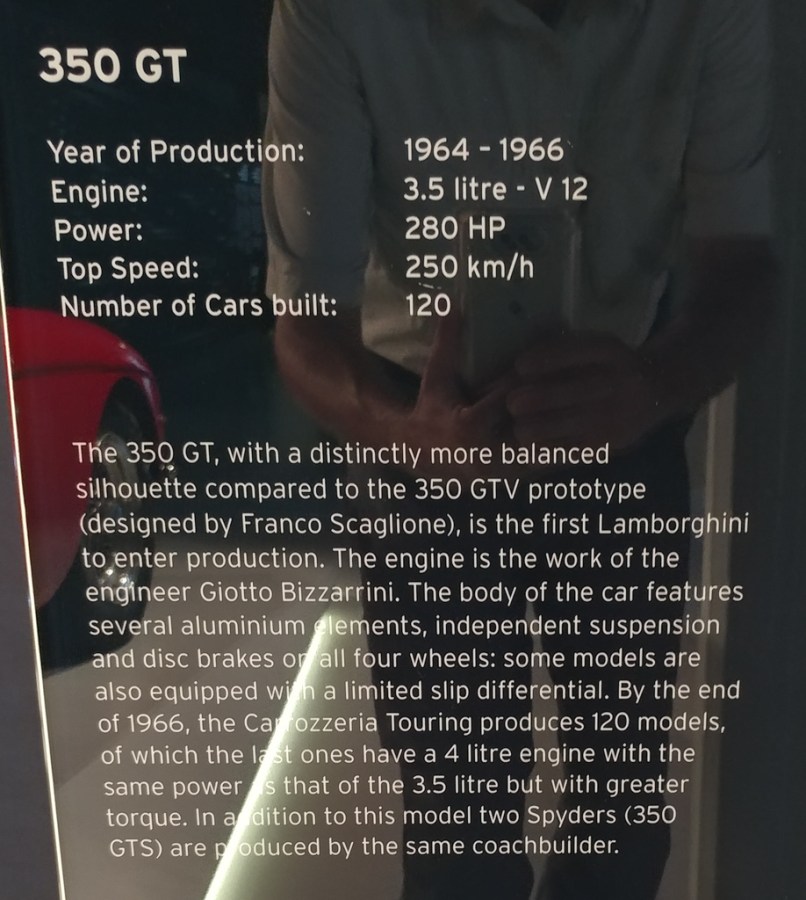 350 GT
Year of Production: 1964 - 1966
Engine: 3.5 litre - V 12
Power: 280 HP
Top Speed: 250 km/h
Number of Cars built: 120
The 350 GT, with a distinctly more balanced
silhouette compared to the 350 GTV prototype
(designed by Franco Scaglione), is the first Lamborghini
to enter production. The engine is the work of the
engineer Giotto Bizzarrini. The body of the car features
several aluminium elements, independent suspension
and disc brakes on all four wheels: some models are
also equipped with a limited slip differential. By the end
of 1966, the Carrozzeria Touring produces 120 models,
of which the last ones have a 4 litre engine with the
same power as that of the 3.5 litre but with greater
torque. In addition to this model two Spyders (350
GTS) are produced by the same coachbuilder.